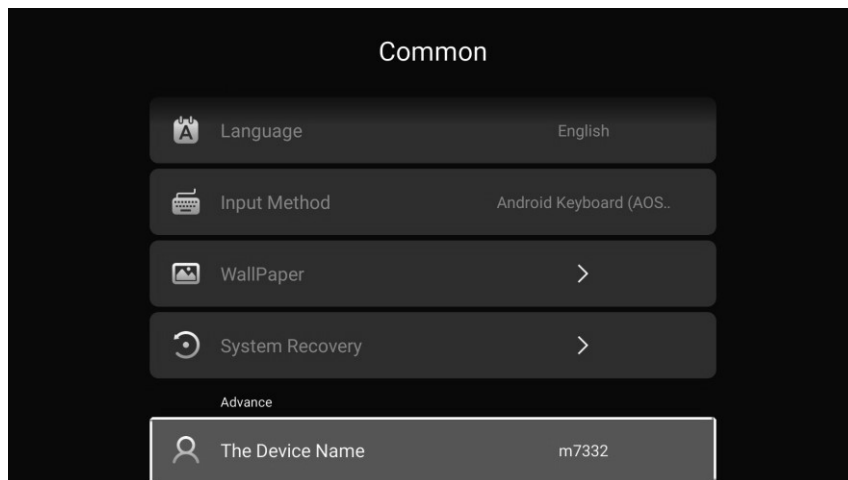 Common
Language English
Input Method Android Keyboard (AOS..
WallPaper
System Recovery
Advance
The Device Name m7332